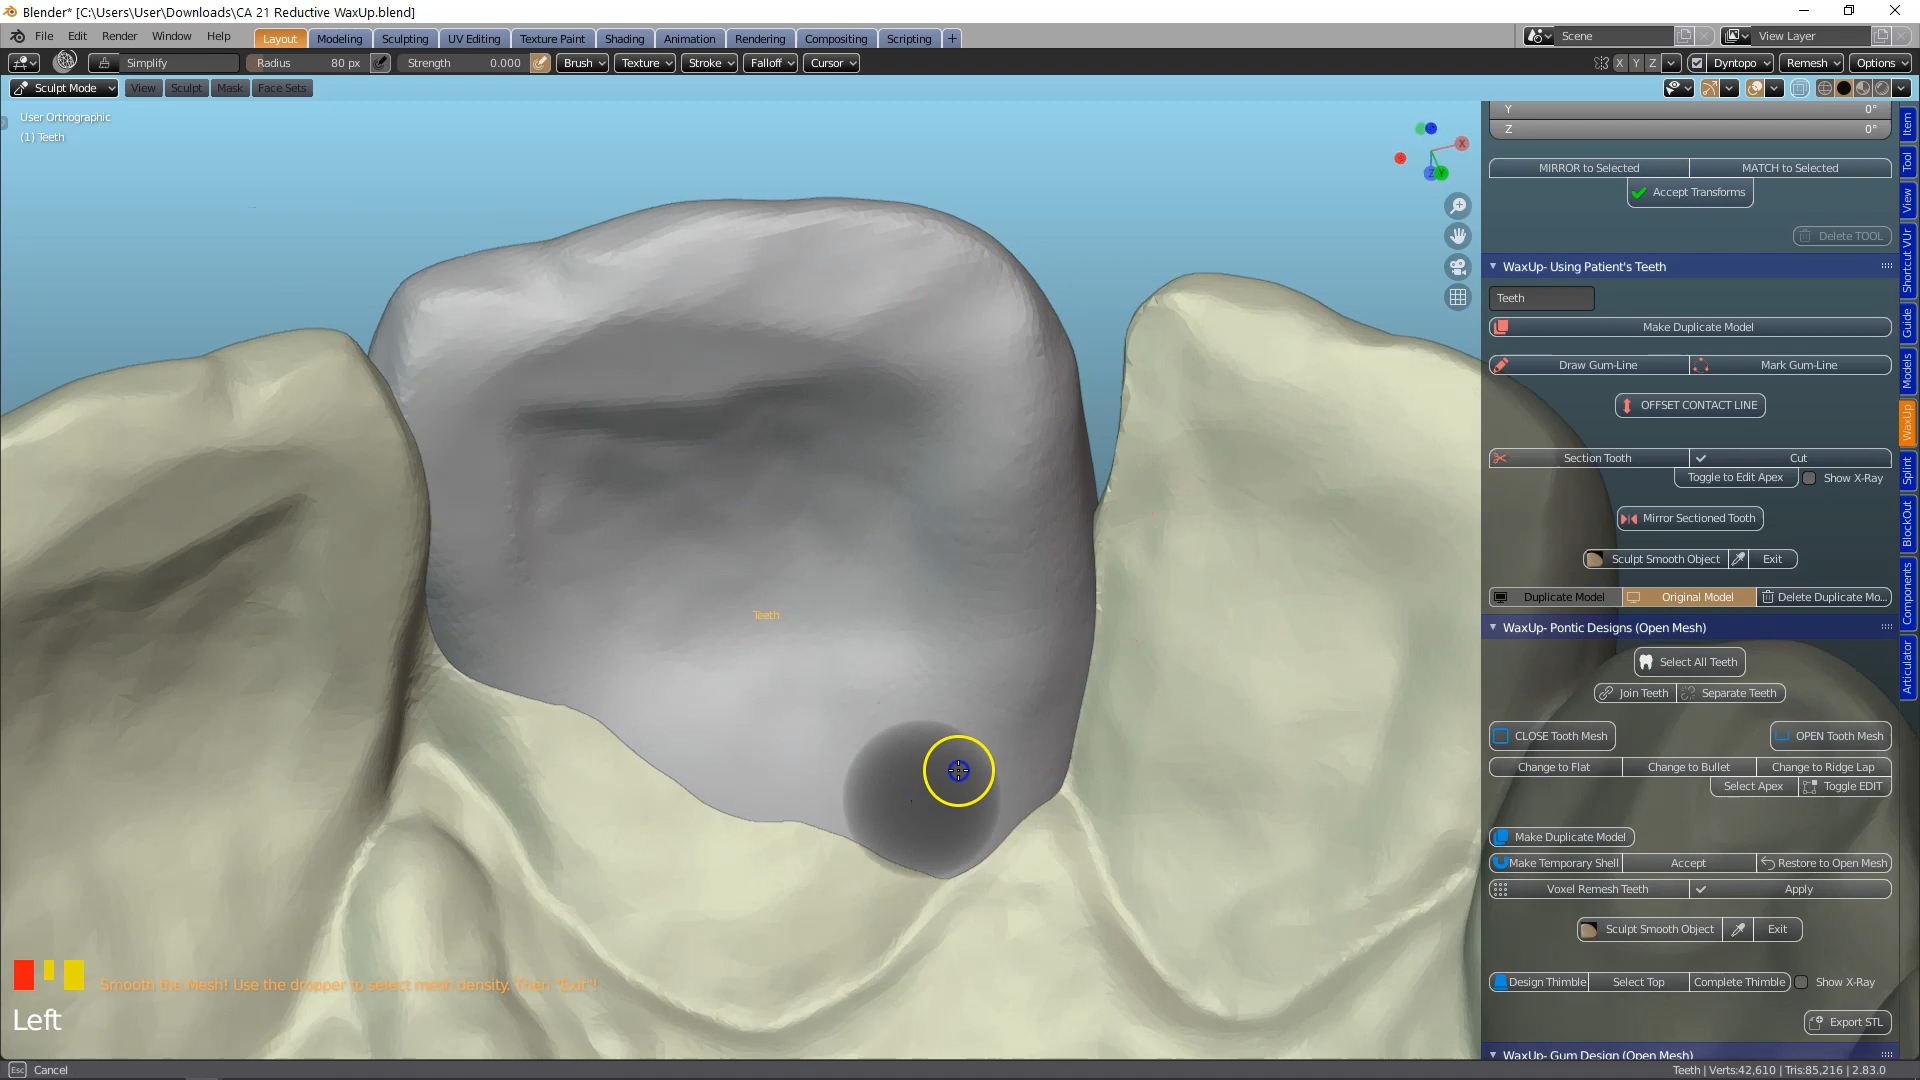 Blender* [C:\Users\User\Downloads\CA 21 Reductive WaxUp.blend]
File Edit Render Window Help Layout Modeling Sculpting UV Editing Texture Paint Shading Animation Rendering Compositing Scripting + Scene View Layer
Simplify Radius 80 px Strength 0.000 Brush Texture Stroke Falloff Cursor X Y Z Dyntopo Remesh Options
Sculpt Mode View Sculpt Mask Face Sets
User Orthographic
(1) Teeth
X
Y
Z
Teeth
Smooth the Mesh! Use the dropper to select mesh density. Then "Exit"!
Left
Y 0°
Z 0°
MIRROR to Selected MATCH to Selected
Accept Transforms
Delete TOOL
WaxUp- Using Patient's Teeth
Teeth
Make Duplicate Model
Draw Gum-Line Mark Gum-Line
OFFSET CONTACT LINE
Section Tooth Cut
Toggle to Edit Apex Show X-Ray
Mirror Sectioned Tooth
Sculpt Smooth Object Exit
Duplicate Model Original Model Delete Duplicate Mo...
WaxUp- Pontic Designs (Open Mesh)
Select All Teeth
Join Teeth Separate Teeth
CLOSE Tooth Mesh OPEN Tooth Mesh
Change to Flat Change to Bullet Change to Ridge Lap
Select Apex Toggle EDIT
Make Duplicate Model
Make Temporary Shell Accept Restore to Open Mesh
Voxel Remesh Teeth Apply
Sculpt Smooth Object Exit
Design Thimble Select Top Complete Thimble Show X-Ray
Export STL
WaxUp- Gum Design (Open Mesh)
Item
Tool
View
Shortcut VUr
Guide
Models
WaxUp
Splint
BlockOut
Components
Articulator
Esc Cancel
Teeth | Verts:42,610 | Tris:85,216 | 2.83.0